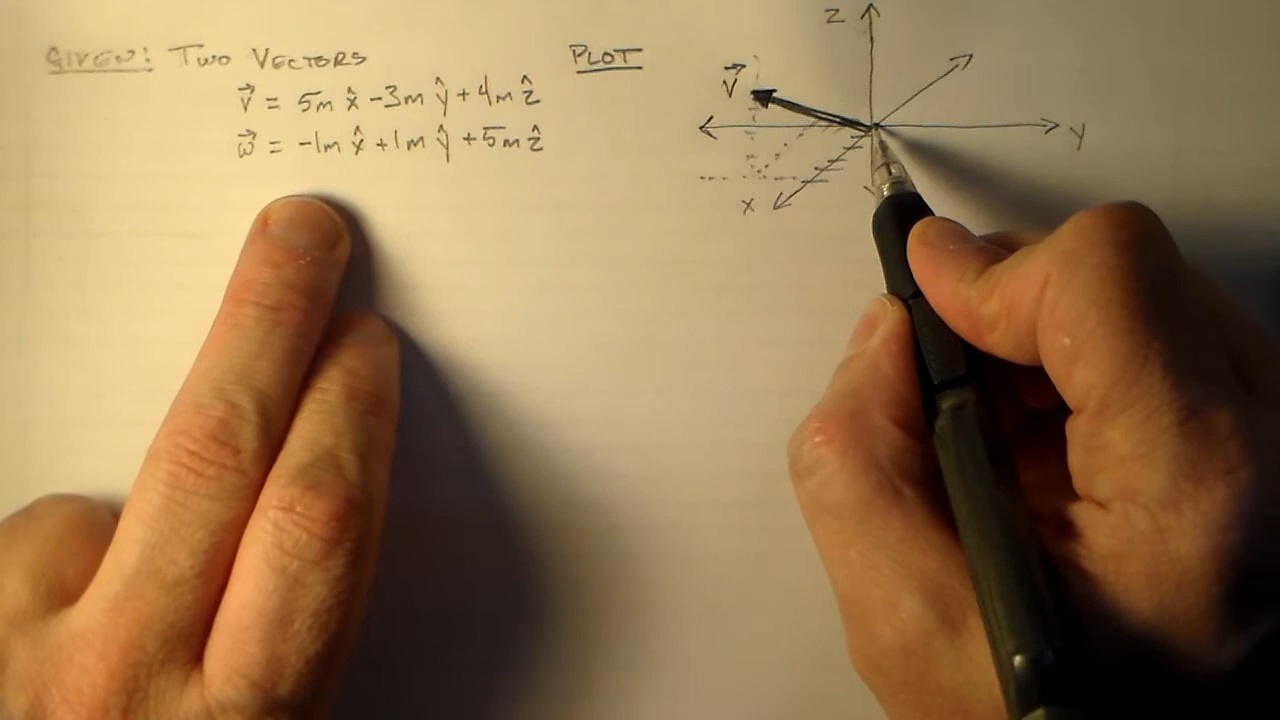 GIVEN: TWO VECTORS
v⃗ = 5m x̂ -3m ŷ +4m ẑ
w⃗ = -1m x̂ +1m ŷ +5m ẑ
PLOT
z
v⃗
y
x